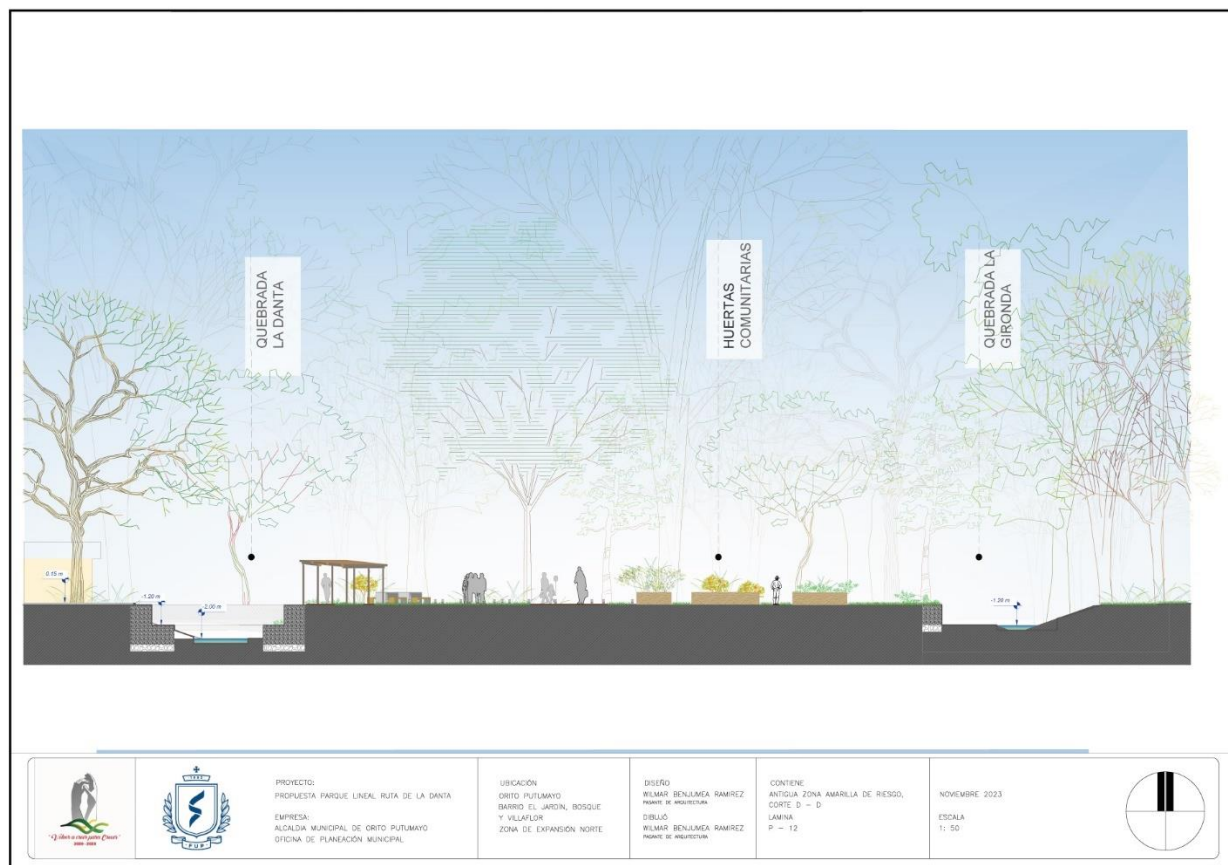 QUEBRADA
LA DANTA
HUERTAS
COMUNITARIAS
QUEBRADA LA
GIRONDA
0.15 m
-1.20 m
-2.00 m
PROYECTO:
PROPUESTA PARQUE LINEAL RUTA DE LA DANTA
EMPRESA:
ALCALDIA MUNICIPAL DE ORITO PUTUMAYO
OFICINA DE PLANEACIÓN MUNICIPAL
UBICACIÓN
ORITO PUTUMAYO
BARRIO EL JARDÍN, BOSQUE
Y VILLAFLOR
ZONA DE EXPANSIÓN NORTE
DISEÑO
WILMAR BENJUMEA RAMIREZ
PASANTE DE ARQUITECTURA
DIBUJÓ
WILMAR BENJUMEA RAMIREZ
PASANTE DE ARQUITECTURA
CONTIENE
ANTIGUA ZONA AMARILLA DE RIESGO,
CORTE D - D
LAMINA
P - 12
NOVIEMBRE 2023
ESCALA
1: 50